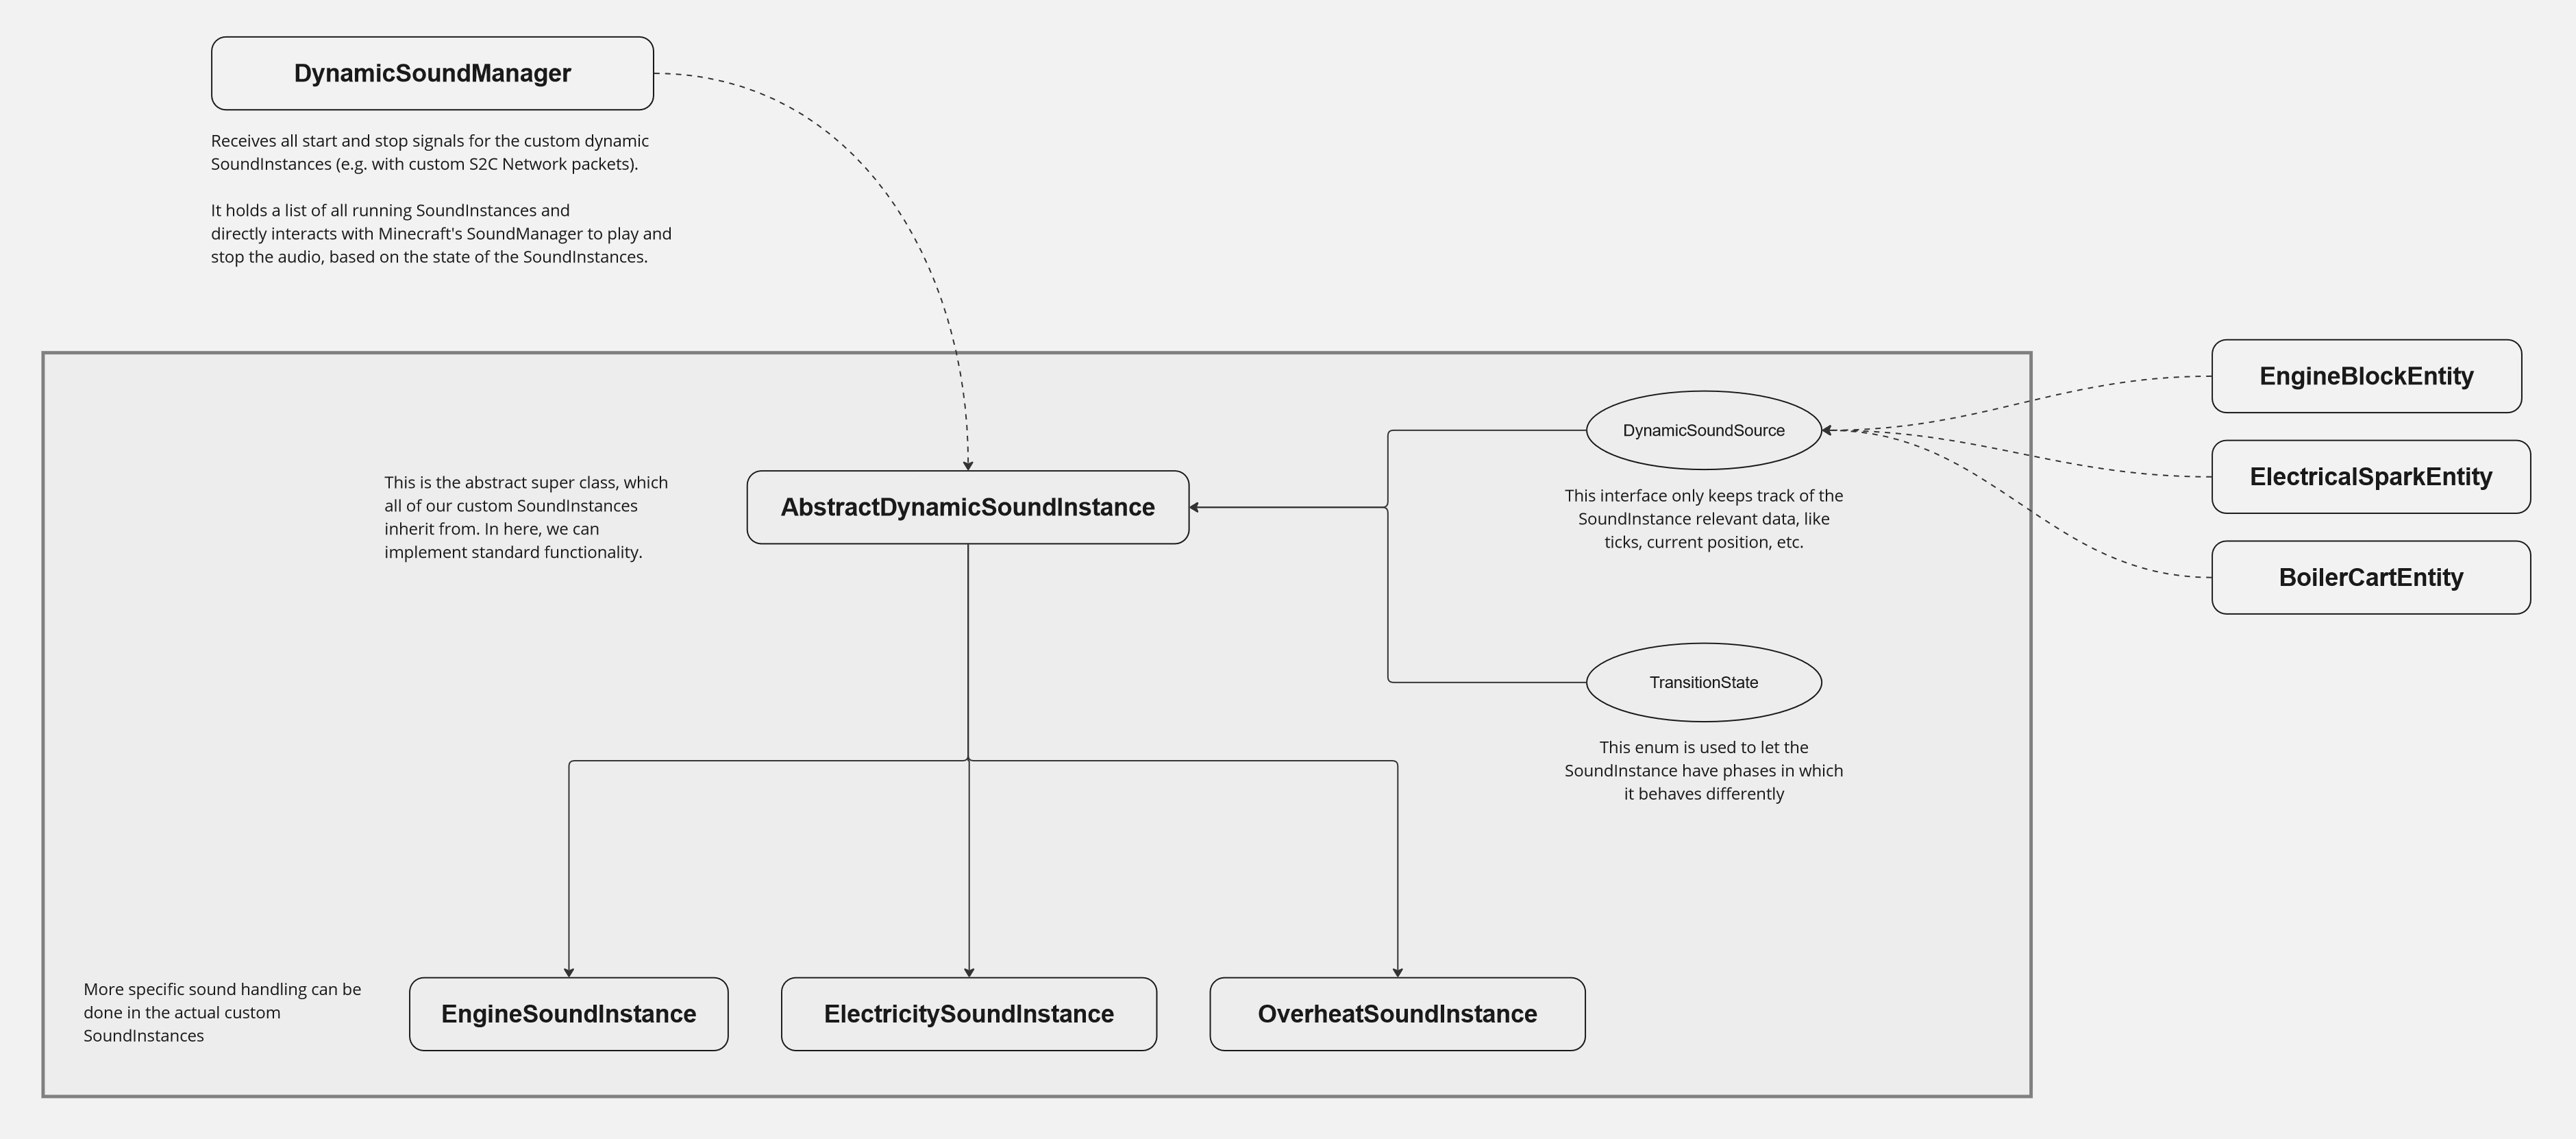 DynamicSoundManager
Receives all start and stop signals for the custom dynamic
SoundInstances (e.g. with custom S2C Network packets).
It holds a list of all running SoundInstances and
directly interacts with Minecraft's SoundManager to play and
stop the audio, based on the state of the SoundInstances.
EngineBlockEntity
DynamicSoundSource
ElectricalSparkEntity
This is the abstract super class, which
all of our custom SoundInstances
inherit from. In here, we can
implement standard functionality.
AbstractDynamicSoundInstance
This interface only keeps track of the
SoundInstance relevant data, like
ticks, current position, etc.
BoilerCartEntity
TransitionState
This enum is used to let the
SoundInstance have phases in which
it behaves differently
More specific sound handling can be
done in the actual custom
SoundInstances
EngineSoundInstance
ElectricitySoundInstance
OverheatSoundInstance